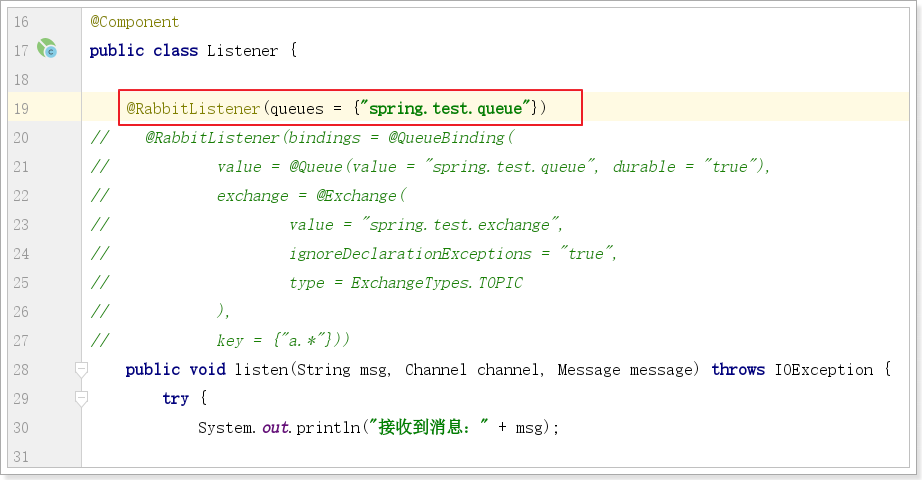 16 @Component
17 public class Listener {
18
19 @RabbitListener(queues = {"spring.test.queue"})
20 // @RabbitListener(bindings = @QueueBinding(
21 // value = @Queue(value = "spring.test.queue", durable = "true"),
22 // exchange = @Exchange(
23 // value = "spring.test.exchange",
24 // ignoreDeclarationExceptions = "true",
25 // type = ExchangeTypes.TOPIC
26 // ),
27 // key = {"a.*"}))
28 public void listen(String msg, Channel channel, Message message) throws IOException {
29 try {
30 System.out.println("接收到消息：" + msg);
31